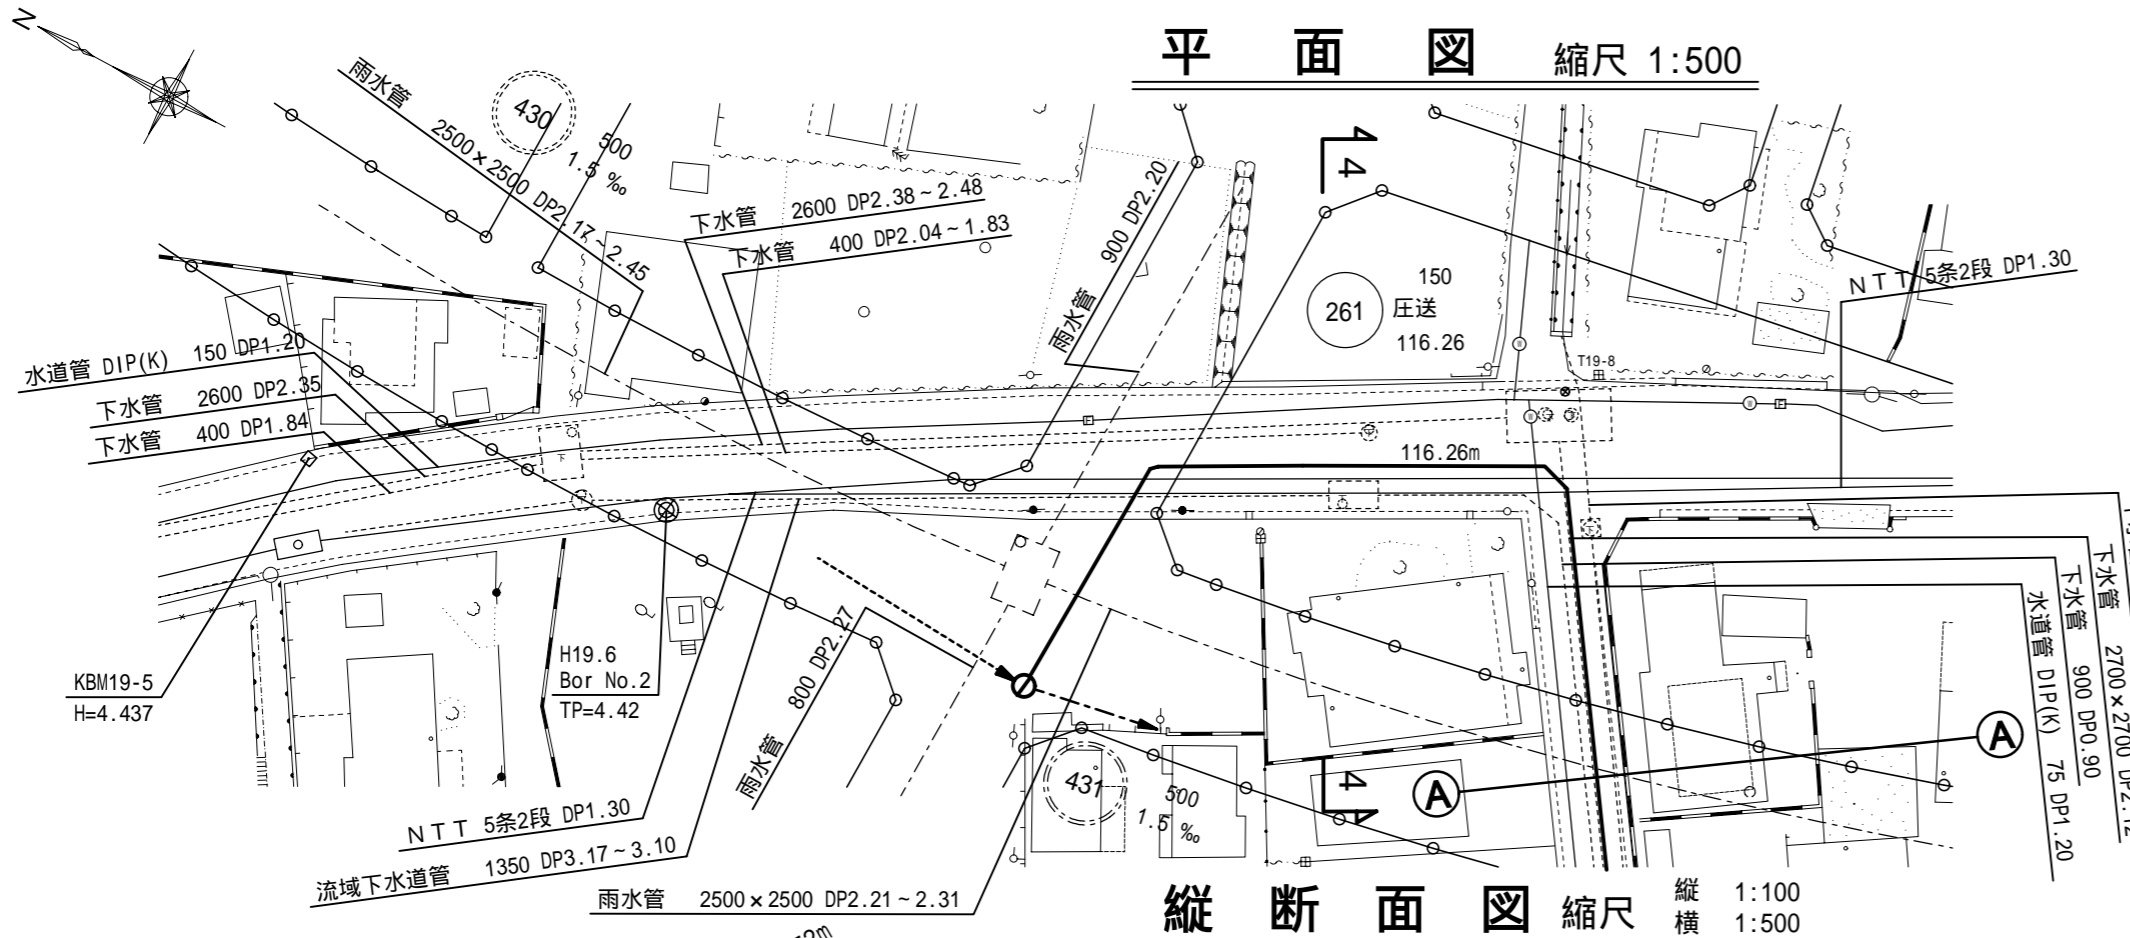 平面図 縮尺 1:500
N
雨水管 2500×2500 DP2.17~2.45
430
500
1.5 ‰
下水管 2600 DP2.38~2.48
下水管 400 DP2.04~1.83
雨水管 900 DP2.20
4
4
261
150
圧送
116.26
NTT 5条2段 DP1.30
T19-8
水道管 DIP(K) 150 DP1.20
下水管 2600 DP2.35
下水管 400 DP1.84
116.26m
KBM19-5
H=4.437
H19.6
Bor No.2
TP=4.42
雨水管 800 DP2.27
下水管 2700×2700 DP2.12
下水管 900 DP0.90
水道管 DIP(K) 75 DP1.20
A
A
431
500
1.5 ‰
4
4
NTT 5条2段 DP1.30
流域下水道管 1350 DP3.17~3.10
雨水管 2500×2500 DP2.21~2.31
縦断面図 縮尺 縦 1:100
横 1:500